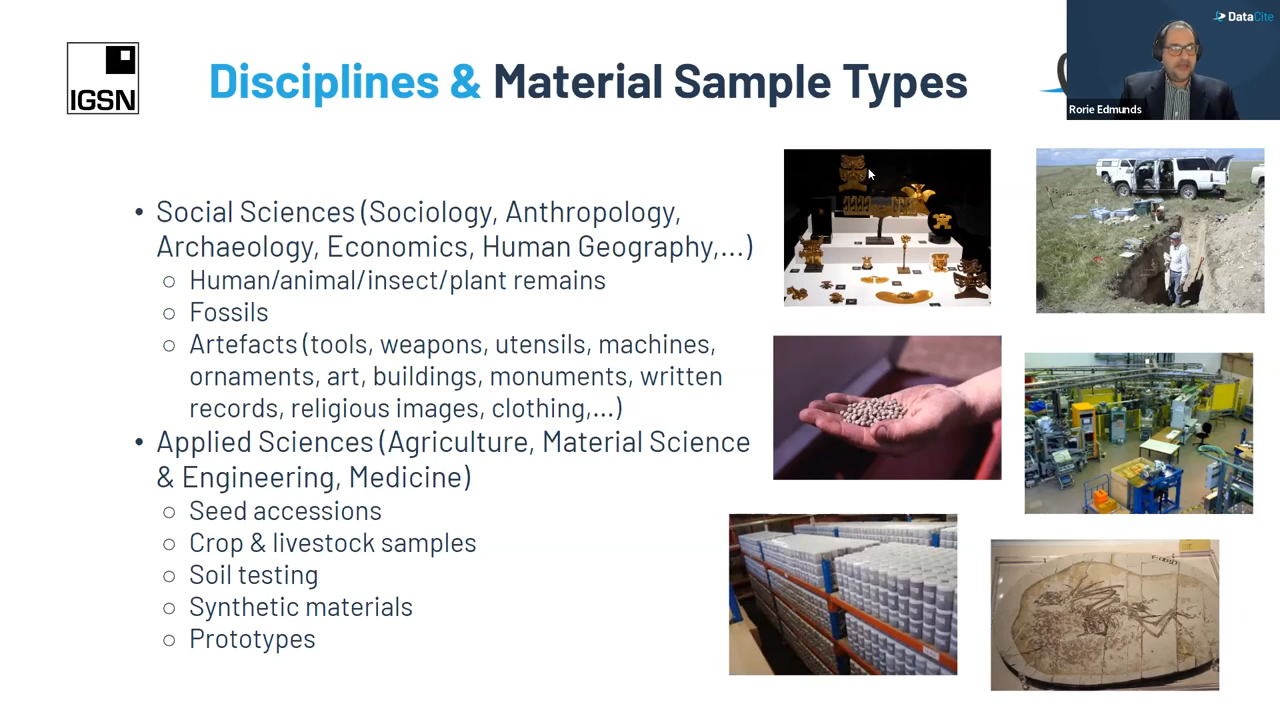 DataCite
IGSN
Disciplines & Material Sample Types
Rorie Edmunds
• Social Sciences (Sociology, Anthropology,
Archaeology, Economics, Human Geography,...)
○ Human/animal/insect/plant remains
○ Fossils
○ Artefacts (tools, weapons, utensils, machines,
ornaments, art, buildings, monuments, written
records, religious images, clothing,...)
• Applied Sciences (Agriculture, Material Science
& Engineering, Medicine)
○ Seed accessions
○ Crop & livestock samples
○ Soil testing
○ Synthetic materials
○ Prototypes